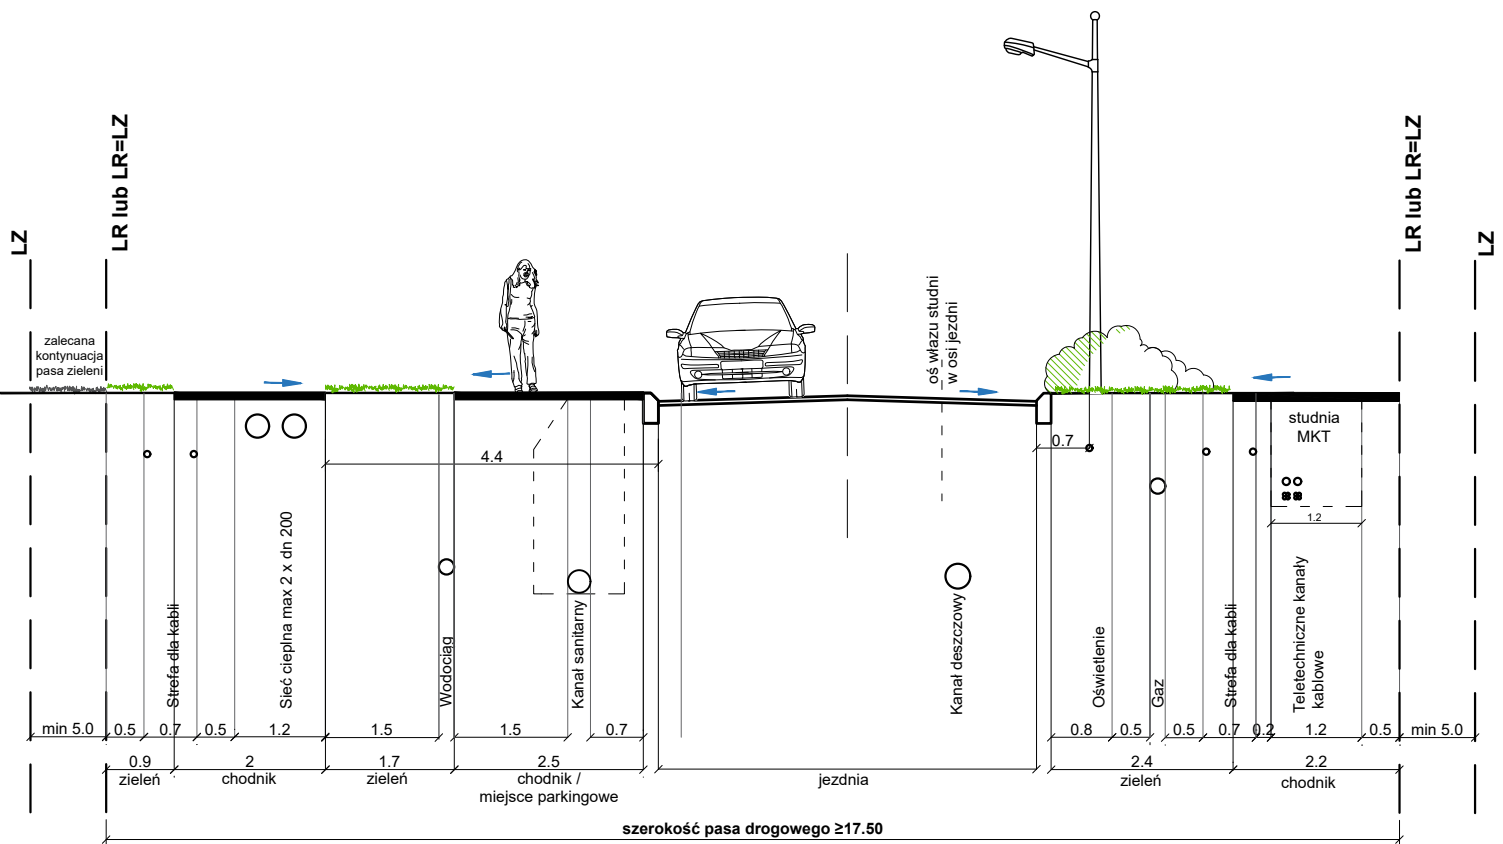 LZ
LR lub LR=LZ
LR lub LR=LZ
LZ
zalecana
kontynuacja
pasa zieleni
oś włazu studni
w osi jezdni
studnia
MKT
0.7
4.4
1.2
Strefa dla kabli
Sieć cieplna max 2 x dn 200
Wodociąg
Kanał sanitarny
Kanał deszczowy
Oświetlenie
Gaz
Strefa dla kabli
Teletechniczne kanały
kablowe
min 5.0 0.5 0.7 0.5 1.2 1.5 1.5 0.7 0.8 0.5 0.5 0.7 0.2 1.2 0.5 min 5.0
0.9 2 1.7 2.5 2.4 2.2
zieleń chodnik zieleń chodnik / jezdnia zieleń chodnik
miejsce parkingowe
szerokość pasa drogowego ≥17.50